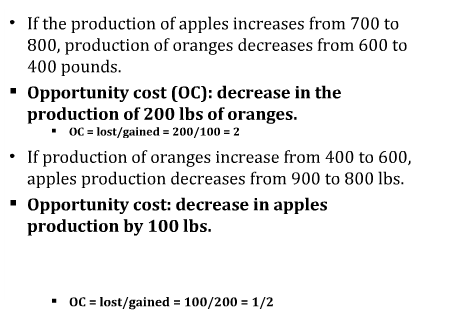 • If the production of apples increases from 700 to
800, production of oranges decreases from 600 to
400 pounds.
▪ Opportunity cost (OC): decrease in the
production of 200 lbs of oranges.
▪ OC = lost/gained = 200/100 = 2
• If production of oranges increase from 400 to 600,
apples production decreases from 900 to 800 lbs.
▪ Opportunity cost: decrease in apples
production by 100 lbs.
▪ OC = lost/gained = 100/200 = 1/2